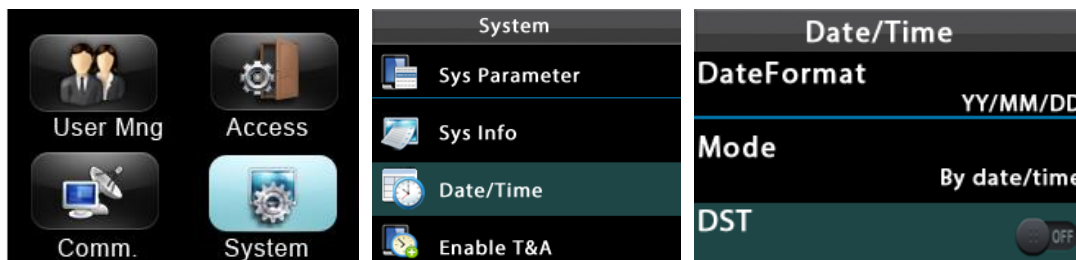 User Mng
Access
Comm.
System
System
Sys Parameter
Sys Info
Date/Time
Enable T&A
Date/Time
DateFormat
YY/MM/DD
Mode
By date/time
DST
OFF